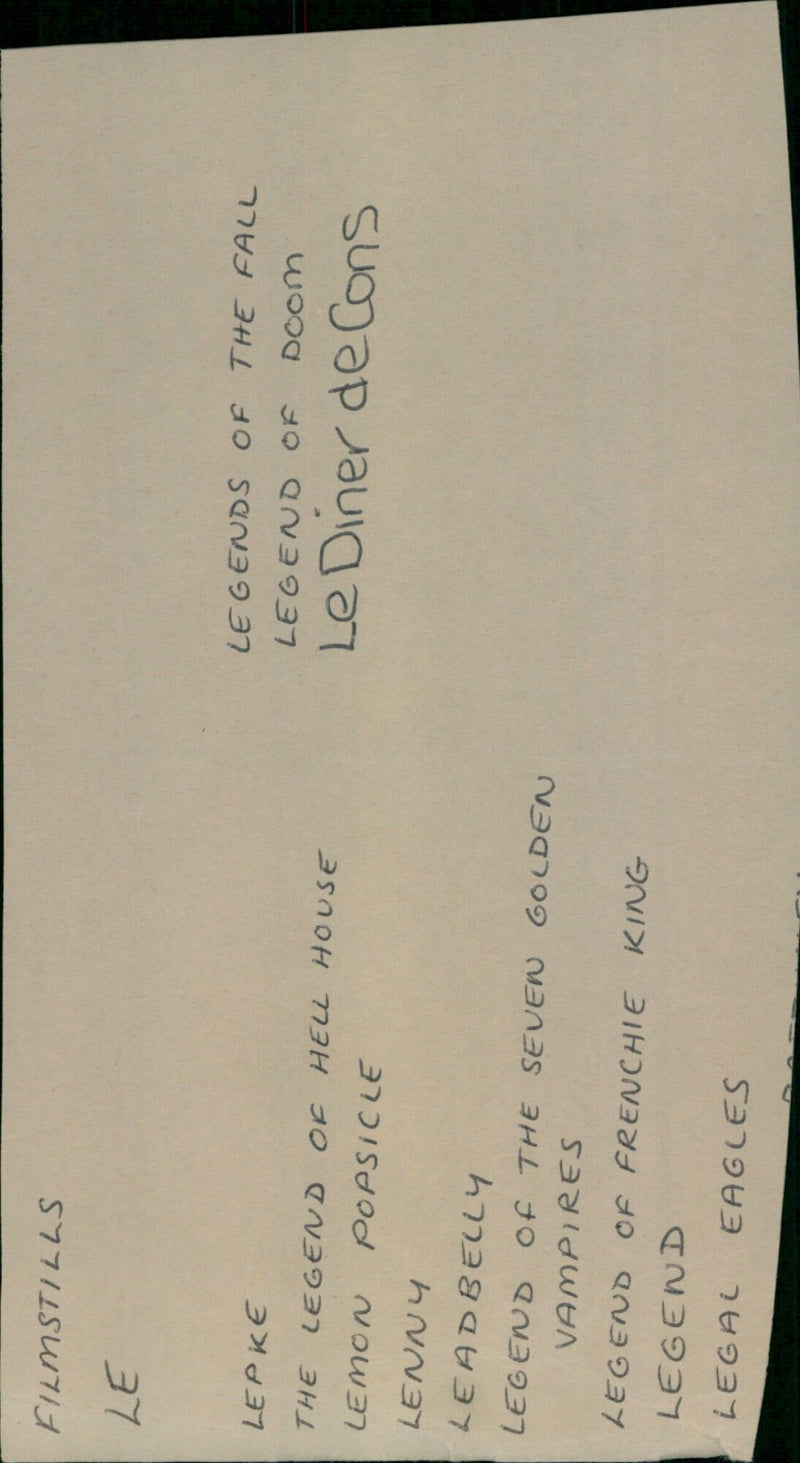 FILMSTILLS
LE
LEPKE
THE LEGEND OF HELL HOUSE
LEMON POPSICLE
LENNY
LEADBELLY
LEGEND OF THE SEVEN GOLDEN
VAMPIRES
LEGEND OF FRENCHIE KING
LEGEND
LEGAL EAGLES
LEGENDS OF THE FALL
LEGEND OF DOOM
Le Diner de Cons